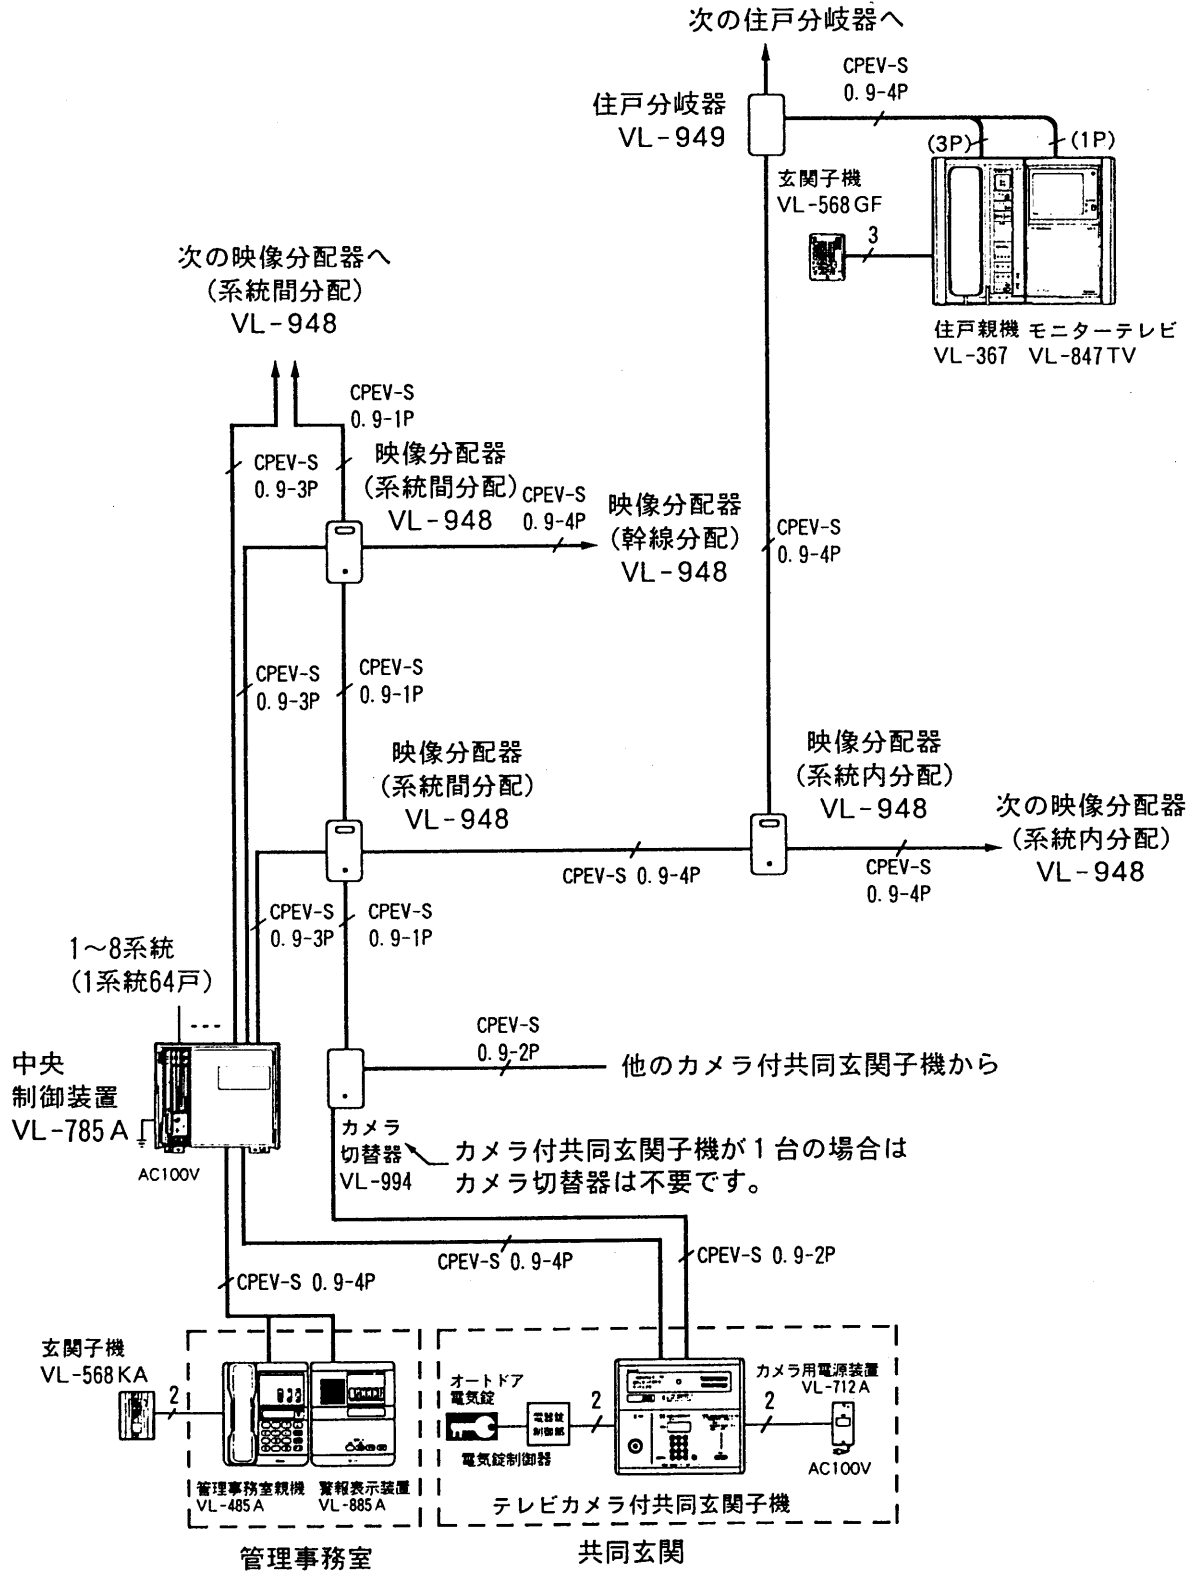 次の住戸分岐器へ
CPEV-S
0.9-4P
住戸分岐器
VL-949
(3P)
(1P)
玄関子機
VL-568GF
3
住戸親機
VL-367
モニターテレビ
VL-847TV
次の映像分配器へ
(系統間分配)
VL-948
CPEV-S
0.9-1P
CPEV-S
0.9-3P
映像分配器
(系統間分配)
VL-948
CPEV-S
0.9-4P
映像分配器
(幹線分配)
VL-948
CPEV-S
0.9-4P
CPEV-S
0.9-3P
CPEV-S
0.9-1P
映像分配器
(系統間分配)
VL-948
映像分配器
(系統内分配)
VL-948
次の映像分配器
(系統内分配)
VL-948
CPEV-S 0.9-4P
CPEV-S
0.9-4P
CPEV-S
0.9-3P
CPEV-S
0.9-1P
1〜8系統
(1系統64戸)
中央
制御装置
VL-785A
AC100V
CPEV-S
0.9-2P
他のカメラ付共同玄関子機から
カメラ
切替器
VL-994
カメラ付共同玄関子機が1台の場合は
カメラ切替器は不要です。
CPEV-S 0.9-4P
CPEV-S 0.9-2P
CPEV-S 0.9-4P
玄関子機
VL-568KA
2
管理事務室親機
VL-485A
警報表示装置
VL-885A
管理事務室
オートドア
電気錠
電器錠
制御部
電気錠制御器
2
2
カメラ用電源装置
VL-712A
AC100V
テレビカメラ付共同玄関子機
共同玄関